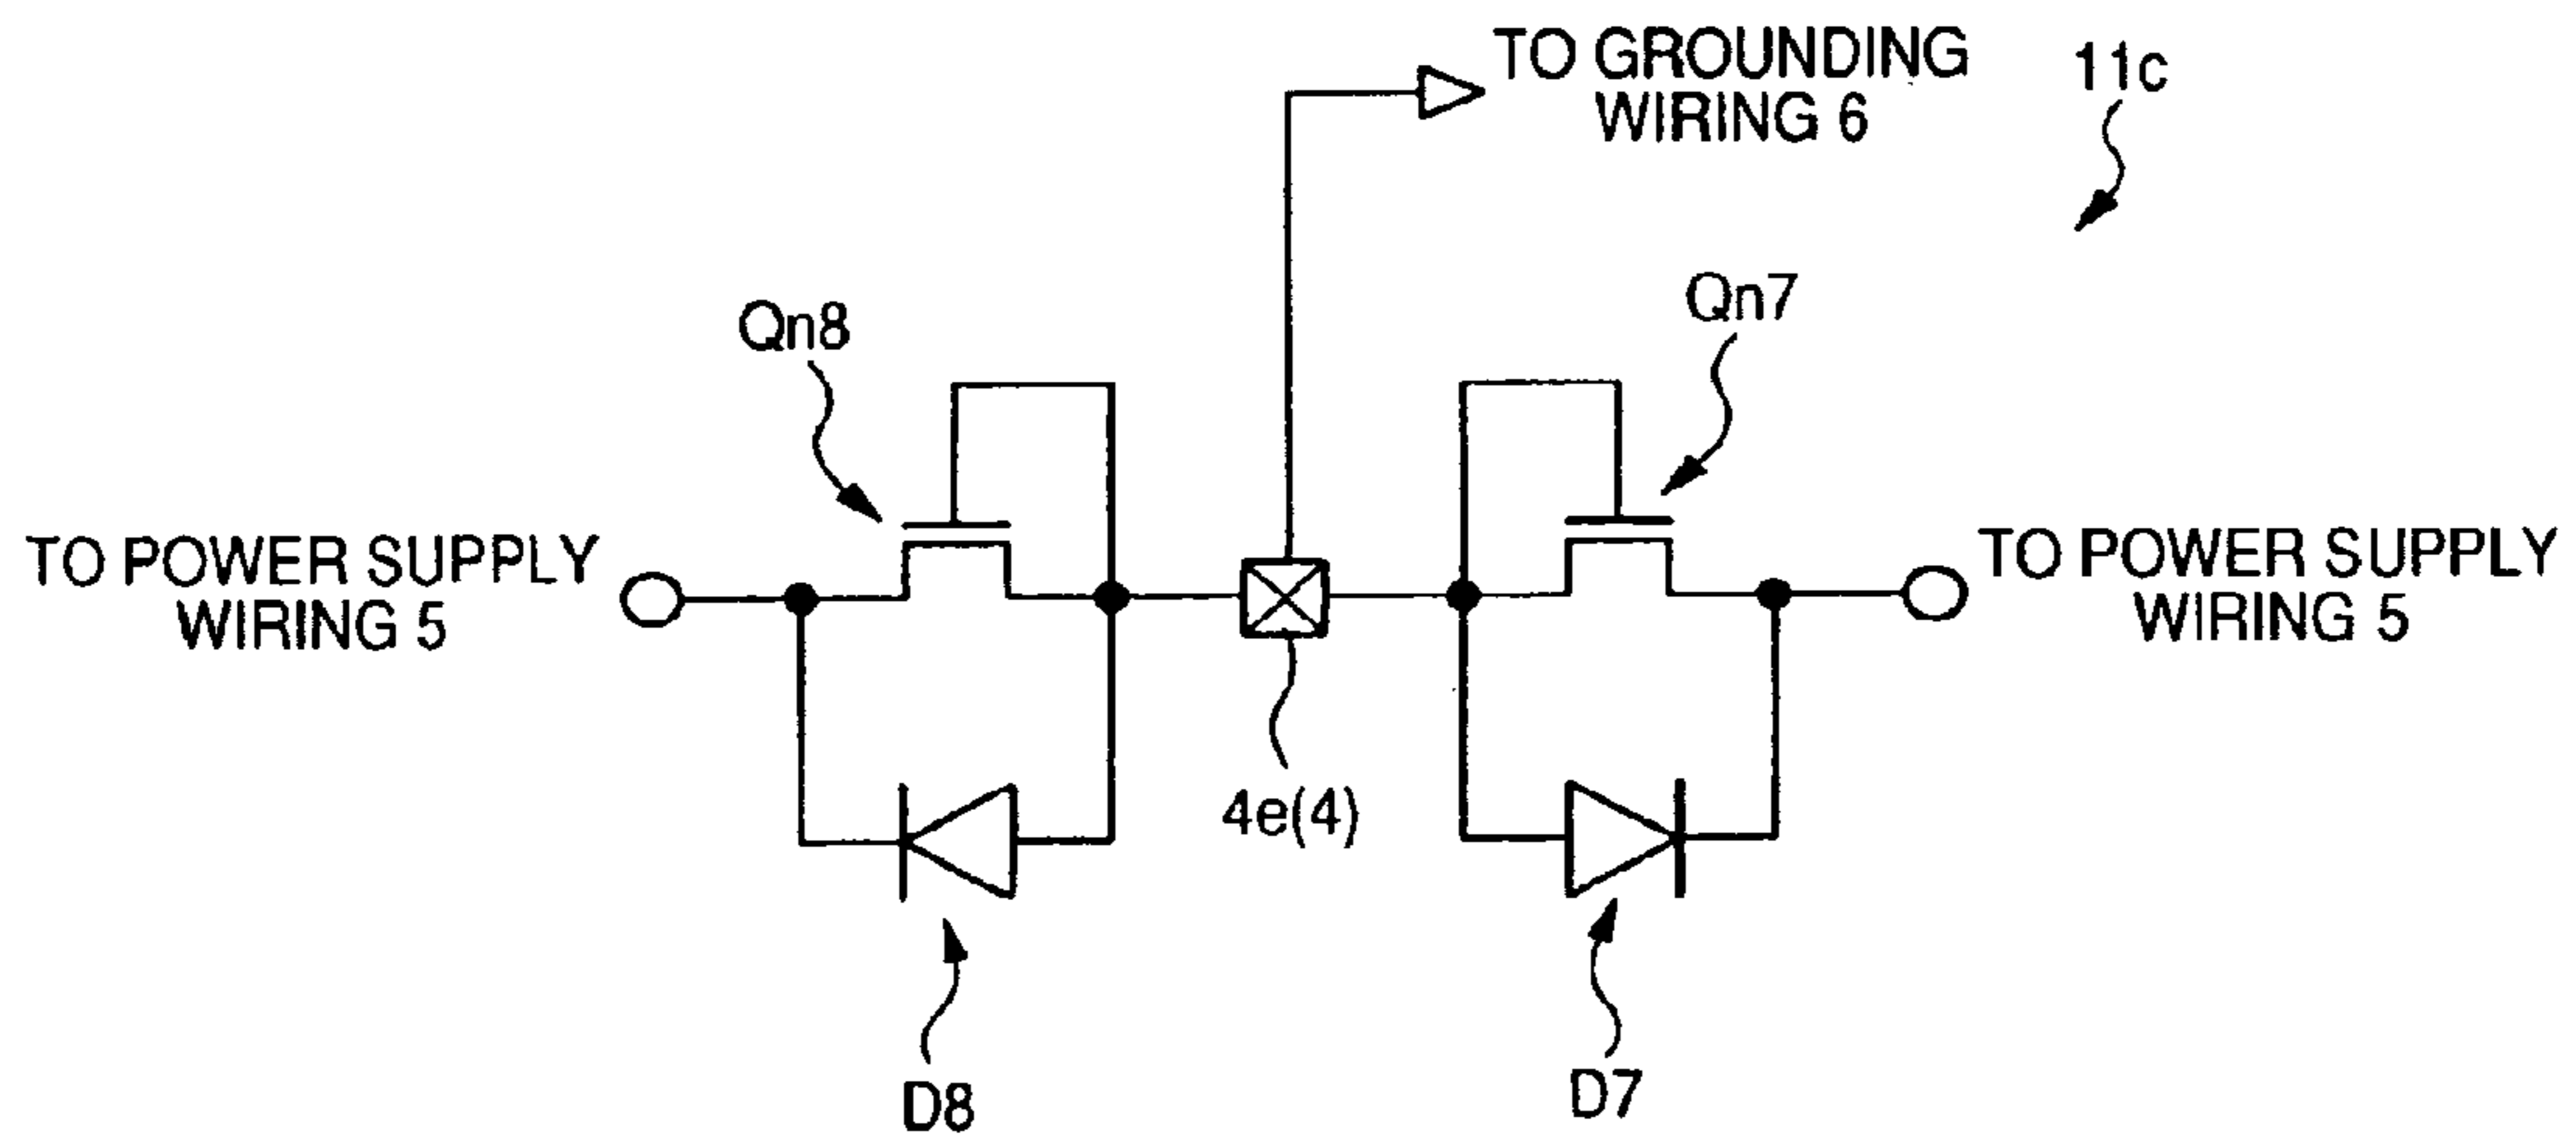 TO GROUNDING
WIRING 6
11c
Qn8
Qn7
TO POWER SUPPLY
WIRING 5
TO POWER SUPPLY
WIRING 5
4e(4)
D8
D7